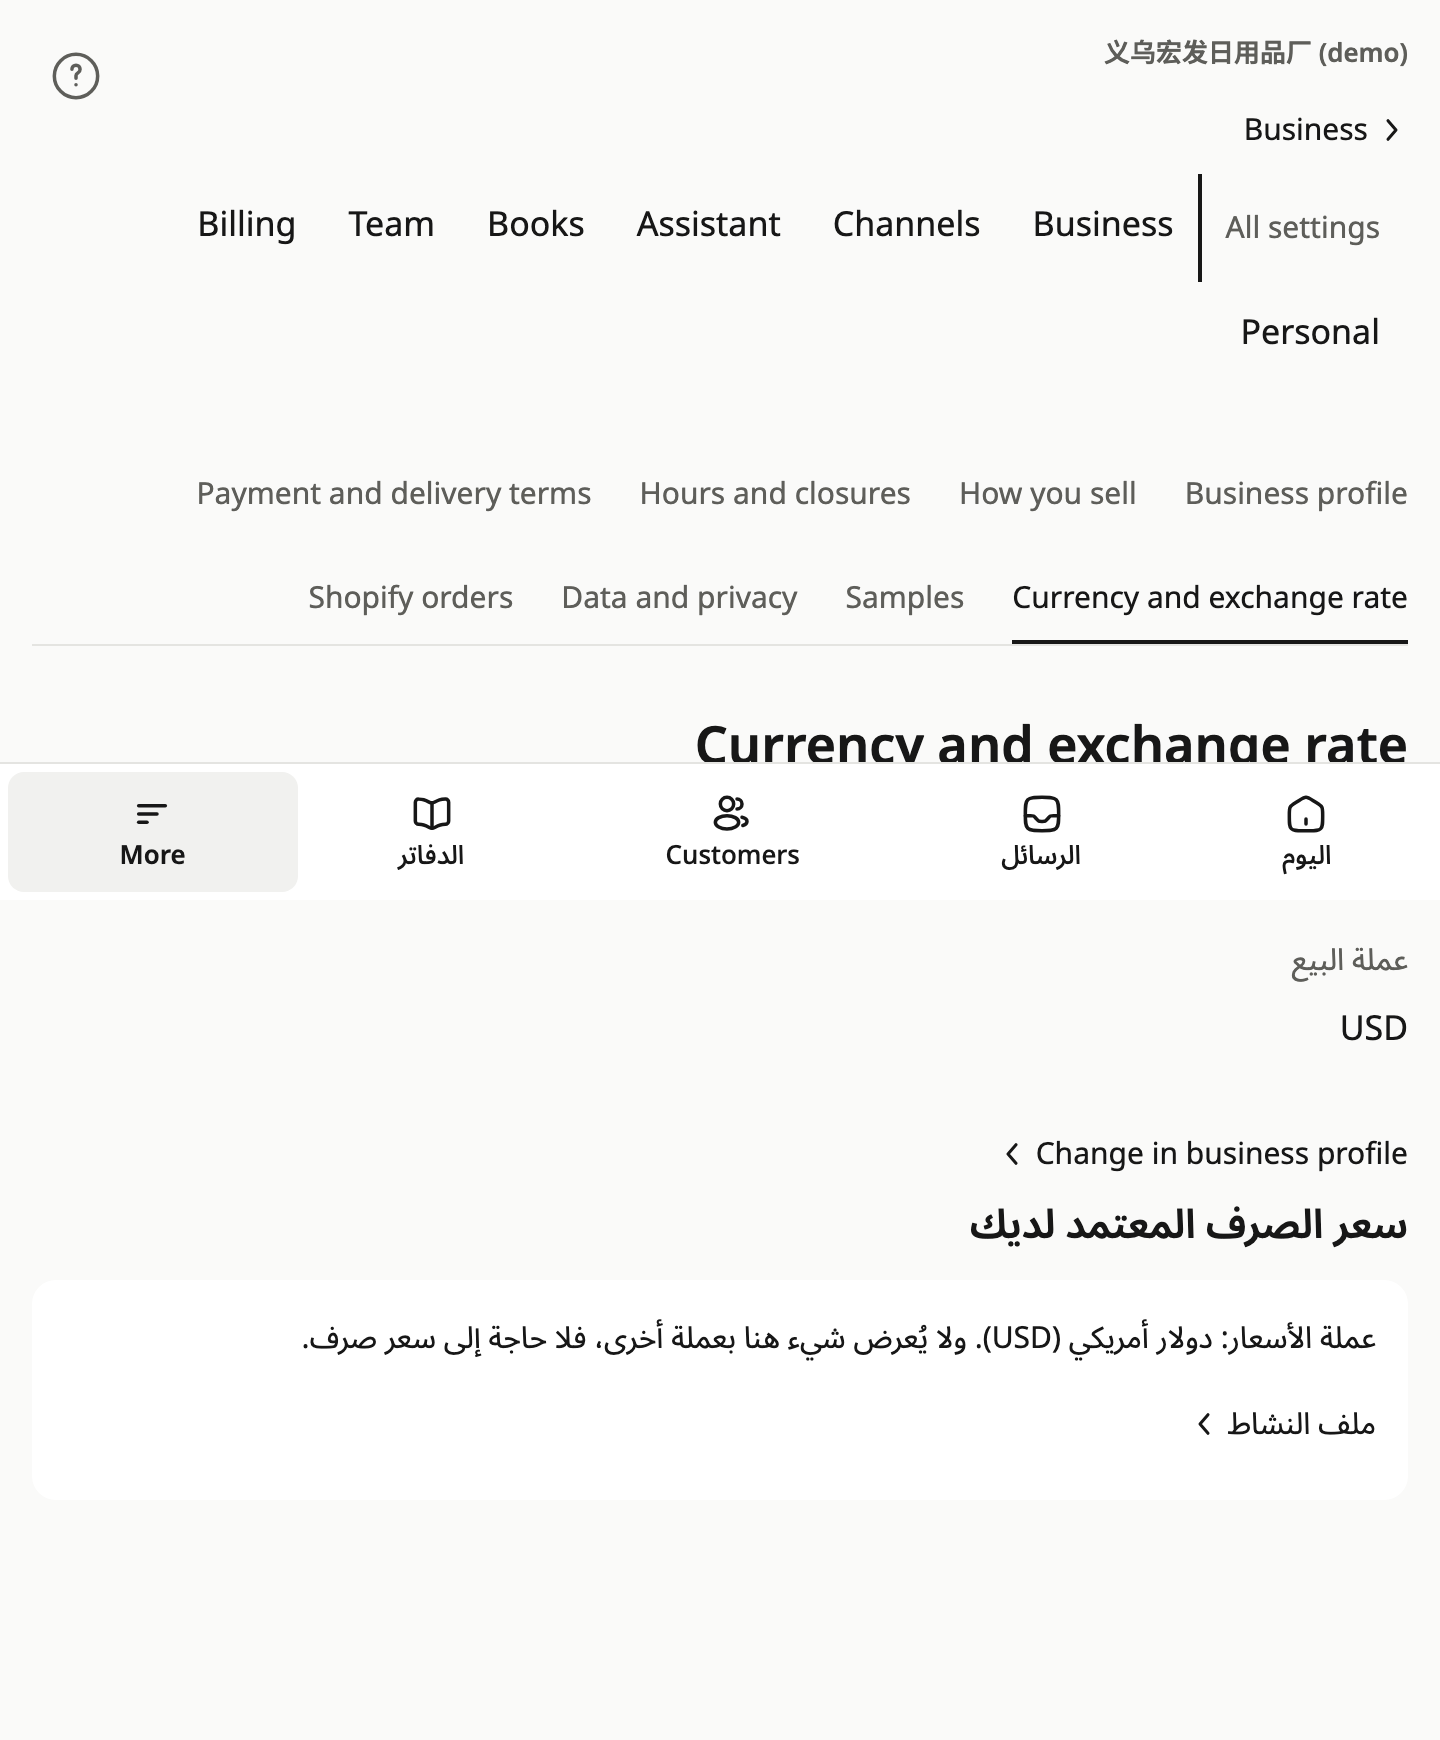 义乌宏发日用品厂 (demo)
Business
All settings Business Channels Assistant Books Team Billing
Personal
Business profile How you sell Hours and closures Payment and delivery terms
Currency and exchange rate Samples Data and privacy Shopify orders
Currency and exchange rate
اليوم الرسائل Customers الدفاتر More
عملة البيع
USD
Change in business profile
سعر الصرف المعتمد لديك
عملة الأسعار: دولار أمريكي (USD). ولا يُعرض شيء هنا بعملة أخرى، فلا حاجة إلى سعر صرف.
ملف النشاط